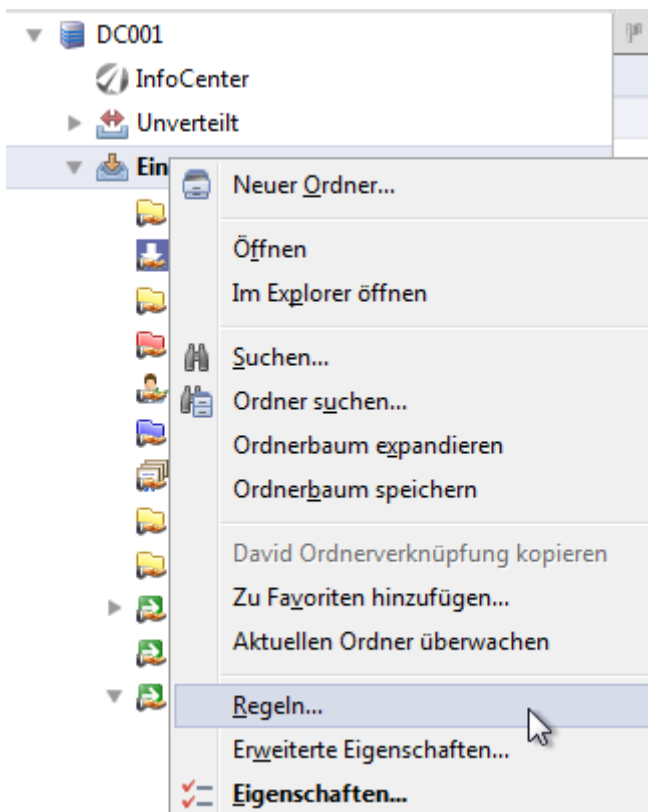 DC001
InfoCenter
Unverteilt
Ein
Neuer Ordner...
Öffnen
Im Explorer öffnen
Suchen...
Ordner suchen...
Ordnerbaum expandieren
Ordnerbaum speichern
David Ordnerverknüpfung kopieren
Zu Favoriten hinzufügen...
Aktuellen Ordner überwachen
Regeln...
Erweiterte Eigenschaften...
Eigenschaften...